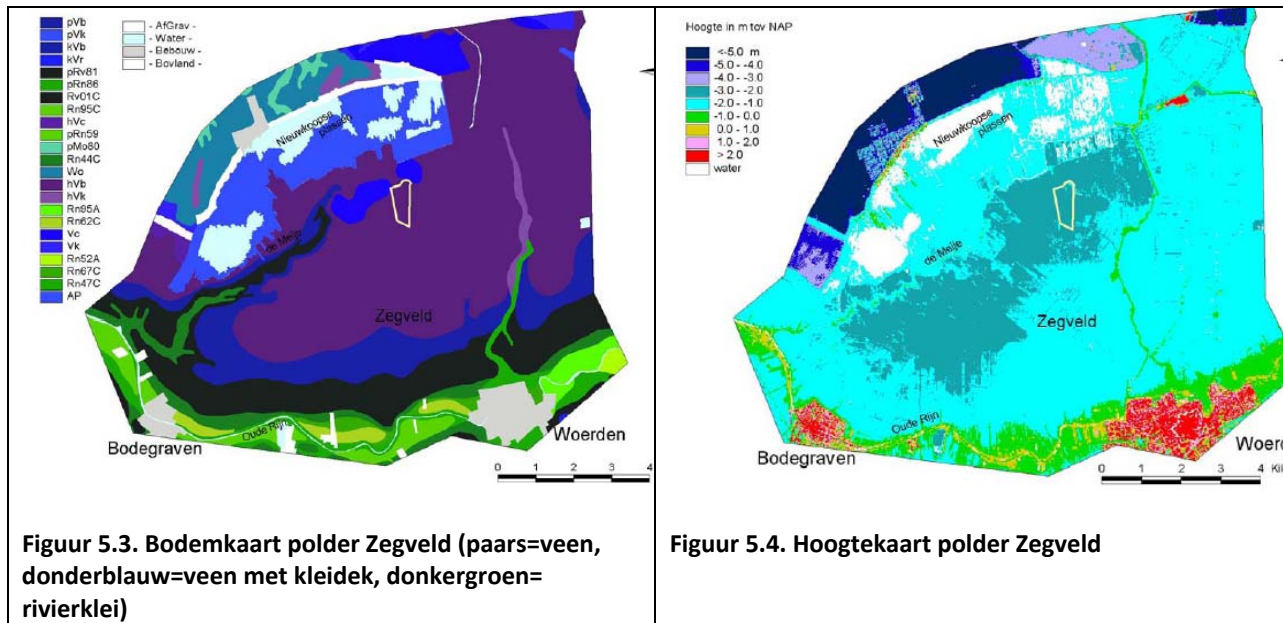 pVb
pVk
kVb
kVr
pRv81
pRn86
Rv01C
Rn95C
hVc
pRn59
pMo80
Rn44C
Wo
hVb
hVk
Rn95A
Rn62C
Vc
Vk
Rn52A
Rn67C
Rn47C
AP
- AfGrav -
- Water -
- Bebouw -
- Bovland -
Nieuwkoopse
plassen
de Meije
Zegveld
Oude Rijn
Bodegraven
Woerden
0 1 2 3 4
Figuur 5.3. Bodemkaart polder Zegveld (paars=veen,
donderblauw=veen met kleidek, donkergroen=
rivierklei)
Hoogte in m tov NAP
<-5.0 m
-5.0 - -4.0
-4.0 - -3.0
-3.0 - -2.0
-2.0 - -1.0
-1.0 - 0.0
0.0 - 1.0
1.0 - 2.0
> 2.0
water
Nieuwkoopse
plassen
de Meije
Zegveld
Oude Rijn
Bodegraven
Woerd
0 1 2 3 4 Kil
Figuur 5.4. Hoogtekaart polder Zegveld